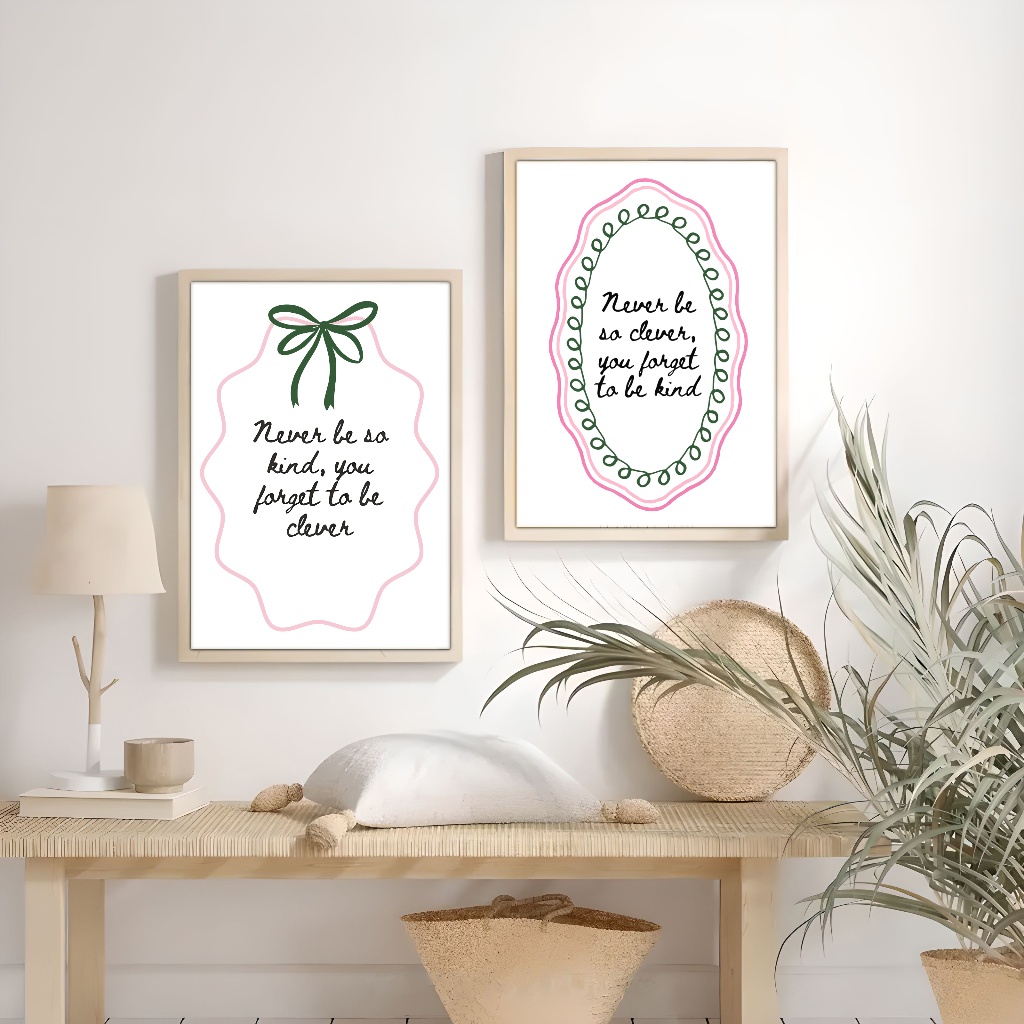 Never be so
kind, you
forget to be
clever
Never be
so clever,
you forget
to be kind